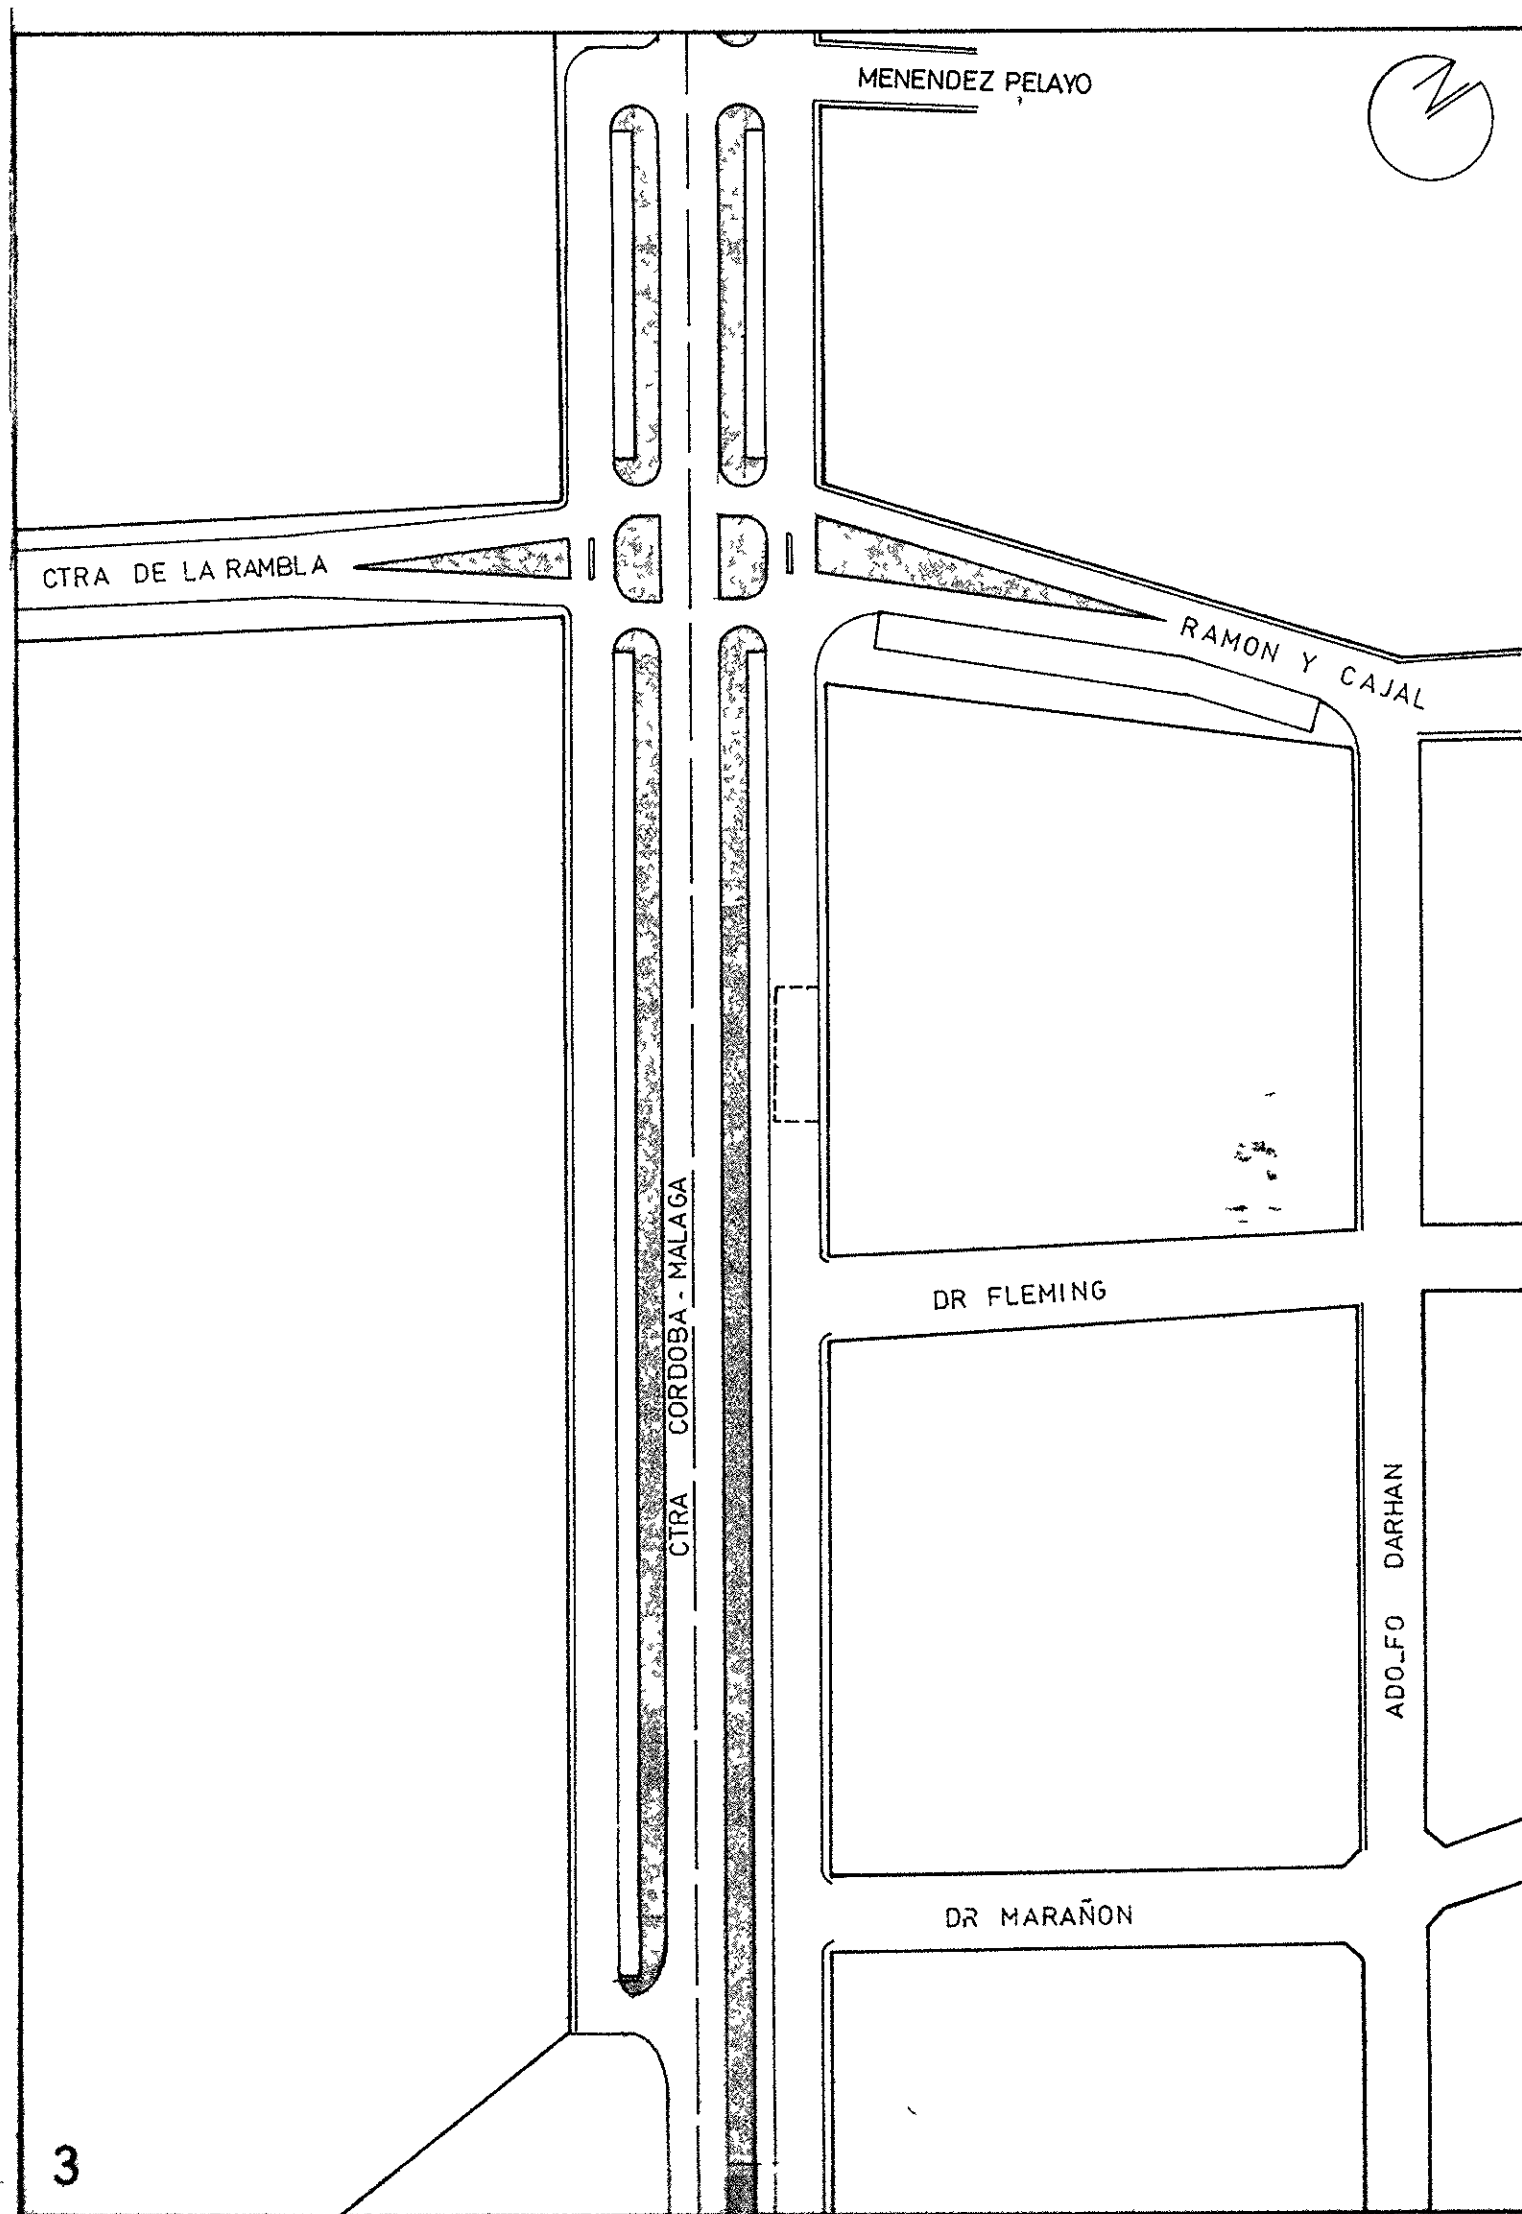 MENENDEZ PELAYO
N
CTRA DE LA RAMBLA
RAMON Y CAJAL
CTRA CORDOBA - MALAGA
DR FLEMING
ADOLFO DARHAN
DR MARAÑON
3